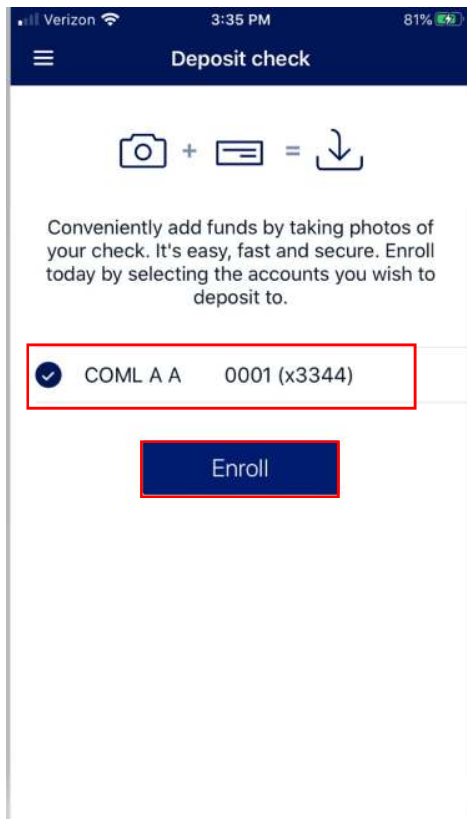 Verizon 3:35 PM 81%
Deposit check
+ =
Conveniently add funds by taking photos of
your check. It's easy, fast and secure. Enroll
today by selecting the accounts you wish to
deposit to.
COML A A 0001 (x3344)
Enroll